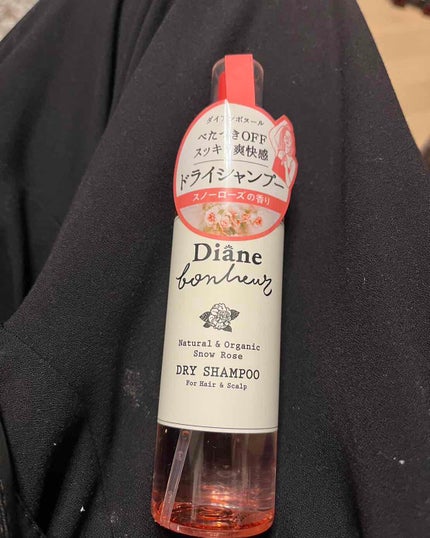 ダイアンボヌール
べたつきOFF
スッキリ爽快感
ドライシャンプー
スノーローズの香り
Diane
bonheur
Natural & Organic
Snow Rose
DRY SHAMPOO
For Hair & Scalp